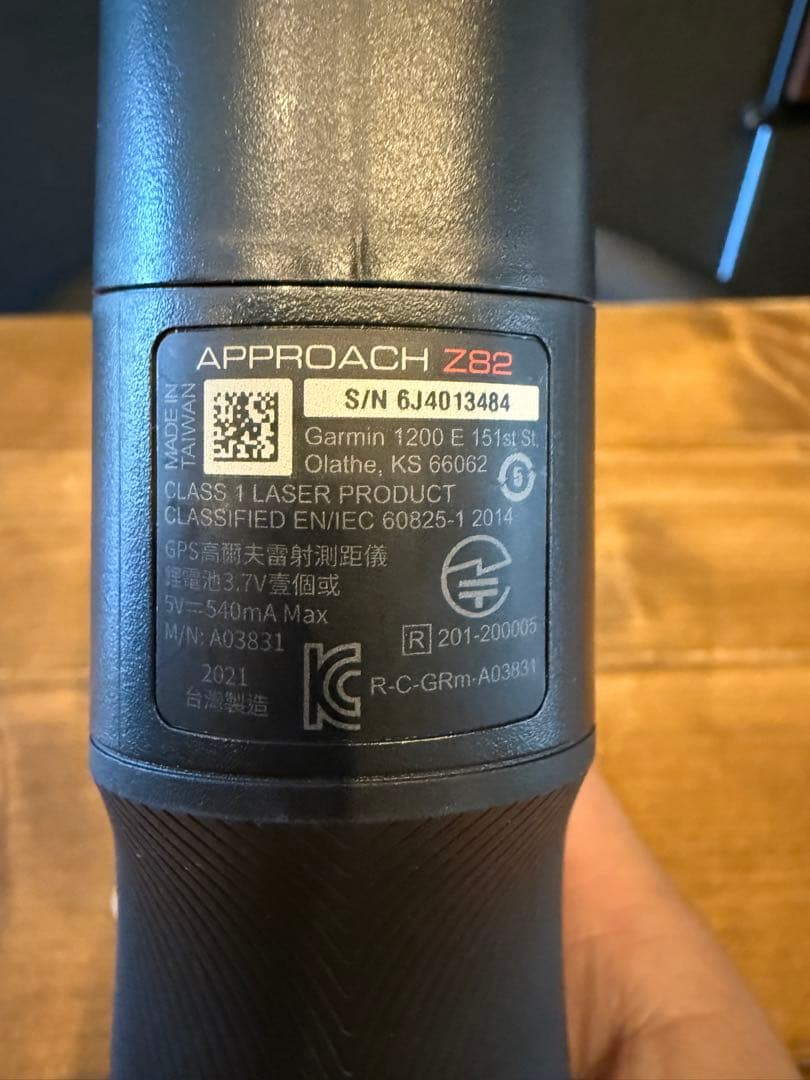 APPROACH Z82
MADE IN
TAIWAN
S/N 6J4013484
Garmin 1200 E 151st St,
Olathe, KS 66062
5
CLASS 1 LASER PRODUCT
CLASSIFIED EN/IEC 60825-1 2014
GPS高爾夫雷射測距儀
鋰電池3.7V壹個或
5V⎓540mA Max
M/N: A03831
R 201-200005
2021
台灣製造
KC
R-C-GRm-A03831